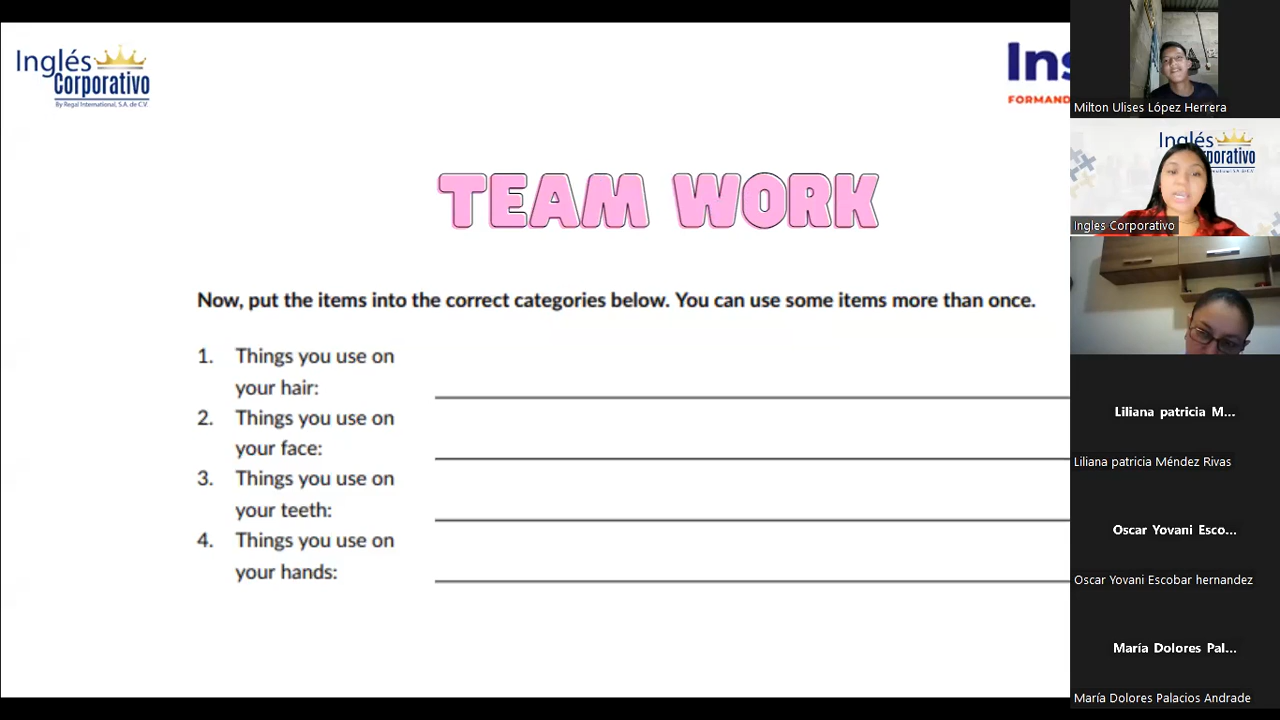 Inglés
Corporativo
By Regal International, S.A. de C.V.
Ins
FORMAND
TEAM WORK
Now, put the items into the correct categories below. You can use some items more than once.
1. Things you use on
your hair:
2. Things you use on
your face:
3. Things you use on
your teeth:
4. Things you use on
your hands:
Milton Ulises López Herrera
Inglés
porativo
Ingles Corporativo
Liliana patricia M...
Liliana patricia Méndez Rivas
Oscar Yovani Esco...
Oscar Yovani Escobar hernandez
María Dolores Pal...
María Dolores Palacios Andrade